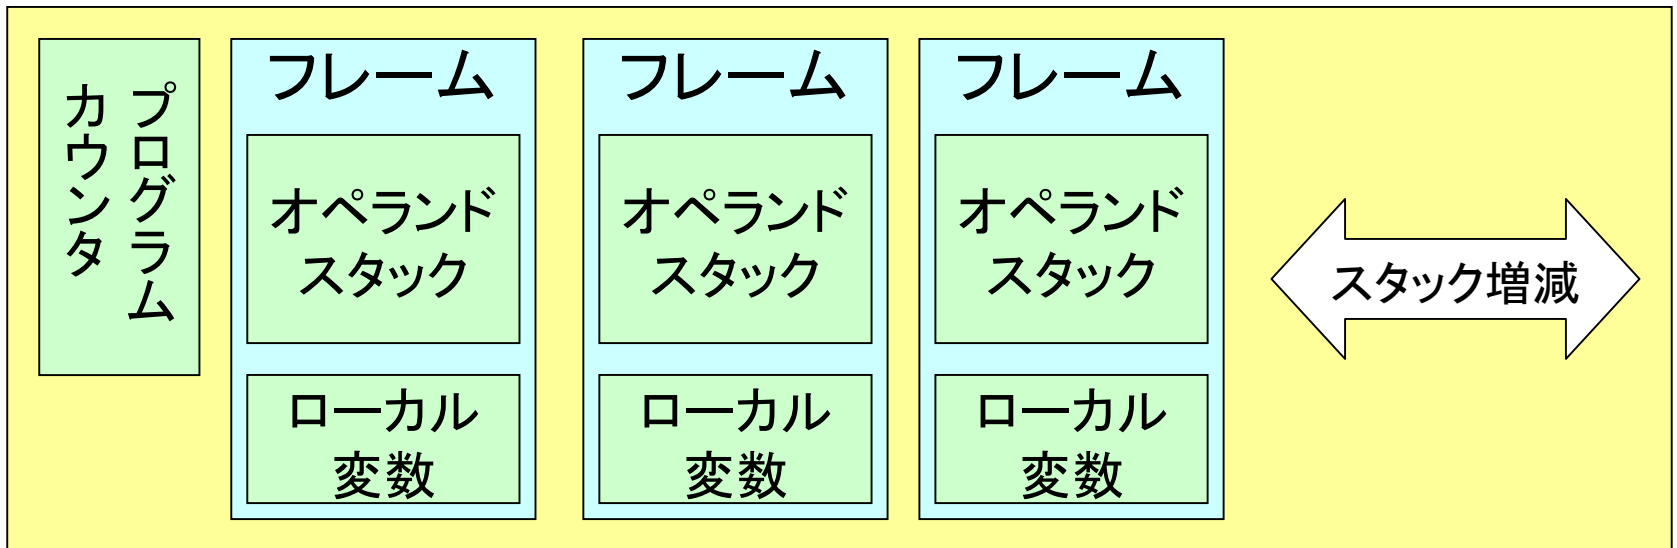 プログラム
カウンタ
フレーム
オペランド
スタック
ローカル
変数
フレーム
オペランド
スタック
ローカル
変数
フレーム
オペランド
スタック
ローカル
変数
スタック増減